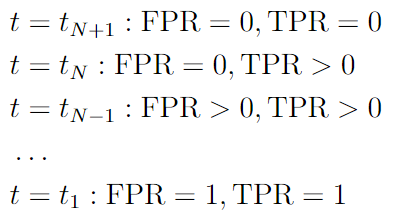 t = t_{N+1} : FPR = 0, TPR = 0
t = t_N : FPR = 0, TPR > 0
t = t_{N−1} : FPR > 0, TPR > 0
...
t = t_1 : FPR = 1, TPR = 1